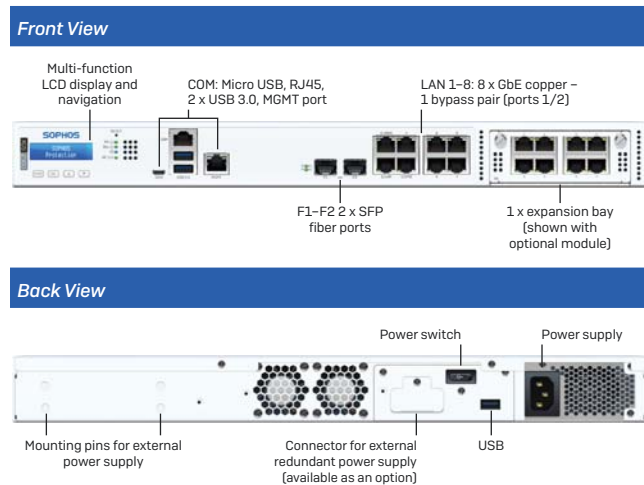 Front View
Multi-function
LCD display and
navigation
COM: Micro USB, RJ45,
2 x USB 3.0, MGMT port
LAN 1–8: 8 x GbE copper –
1 bypass pair (ports 1/2)
SOPHOS
SOPHOS
Protection
F1–F2 2 x SFP
fiber ports
1 x expansion bay
(shown with
optional module)
Back View
Power switch
Power supply
Mounting pins for external
power supply
Connector for external
redundant power supply
(available as an option)
USB